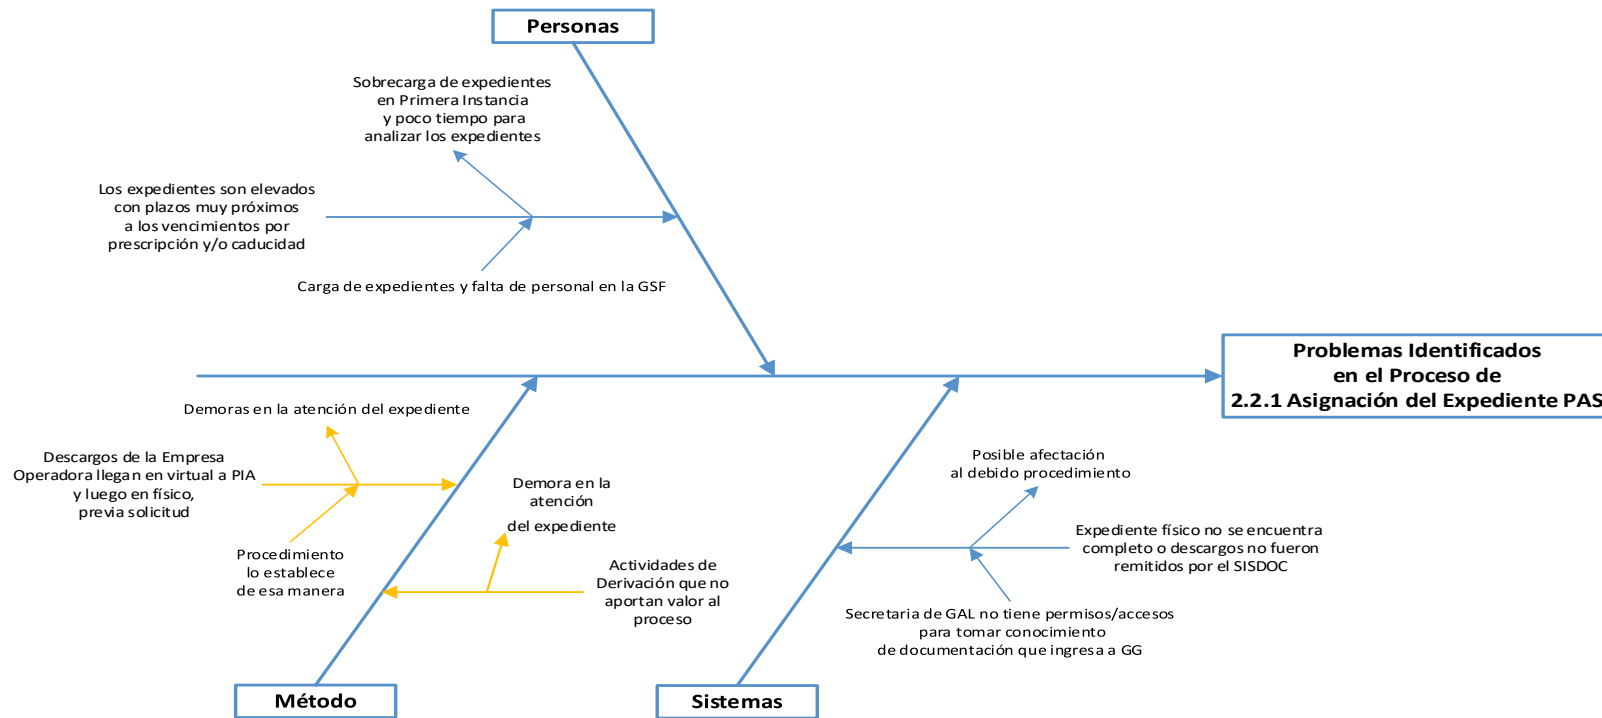 Personas
Sobrecarga de expedientes
en Primera Instancia
y poco tiempo para
analizar los expedientes
Los expedientes son elevados
con plazos muy próximos
a los vencimientos por
prescripción y/o caducidad
Carga de expedientes y falta de personal en la GSF
Problemas Identificados
en el Proceso de
2.2.1 Asignación del Expediente PAS
Demoras en la atención del expediente
Descargos de la Empresa
Operadora llegan en virtual a PIA
y luego en físico,
previa solicitud
Procedimiento
lo establece
de esa manera
Demora en la
atención
del expediente
Actividades de
Derivación que no
aportan valor al
proceso
Posible afectación
al debido procedimiento
Expediente físico no se encuentra
completo o descargos no fueron
remitidos por el SISDOC
Secretaria de GAL no tiene permisos/accesos
para tomar conocimiento
de documentación que ingresa a GG
Método
Sistemas